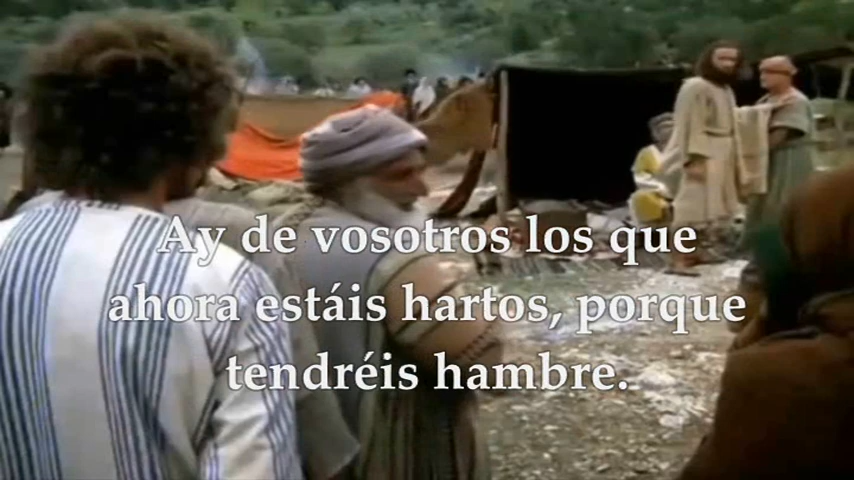 Ay de vosotros los que
ahora estáis hartos, porque
tendréis hambre.